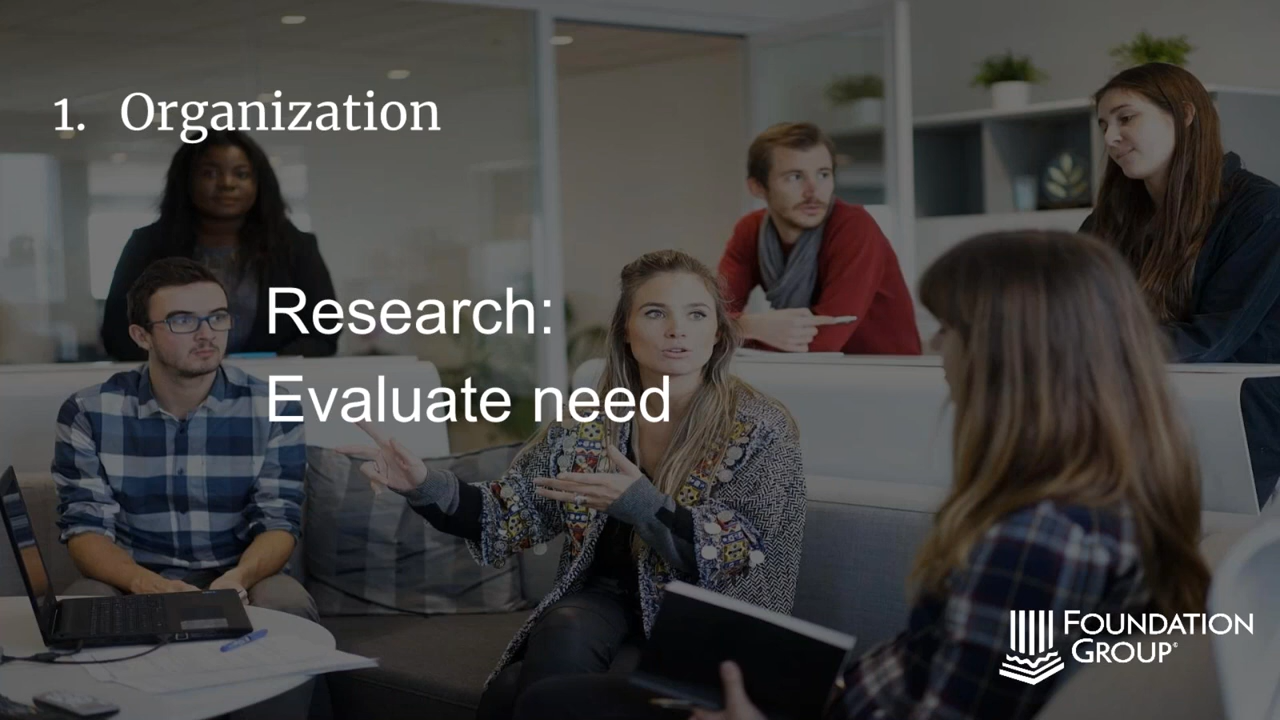 1. Organization
Research:
Evaluate need
FOUNDATION
GROUP®